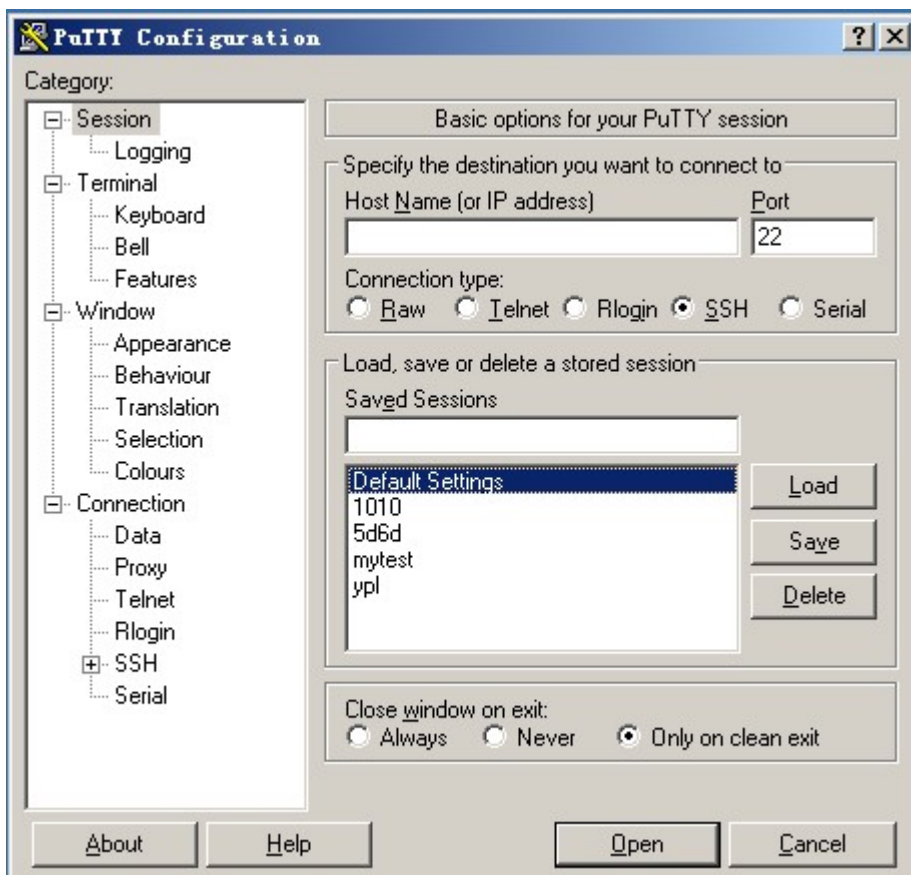 PuTTY Configuration
Category:
Session
Logging
Terminal
Keyboard
Bell
Features
Window
Appearance
Behaviour
Translation
Selection
Colours
Connection
Data
Proxy
Telnet
Rlogin
SSH
Serial
Basic options for your PuTTY session
Specify the destination you want to connect to
Host Name (or IP address) Port
22
Connection type:
Raw Telnet Rlogin SSH Serial
Load, save or delete a stored session
Saved Sessions
Default Settings
1010
5d6d
mytest
ypl
Load
Save
Delete
Close window on exit:
Always Never Only on clean exit
About Help Open Cancel